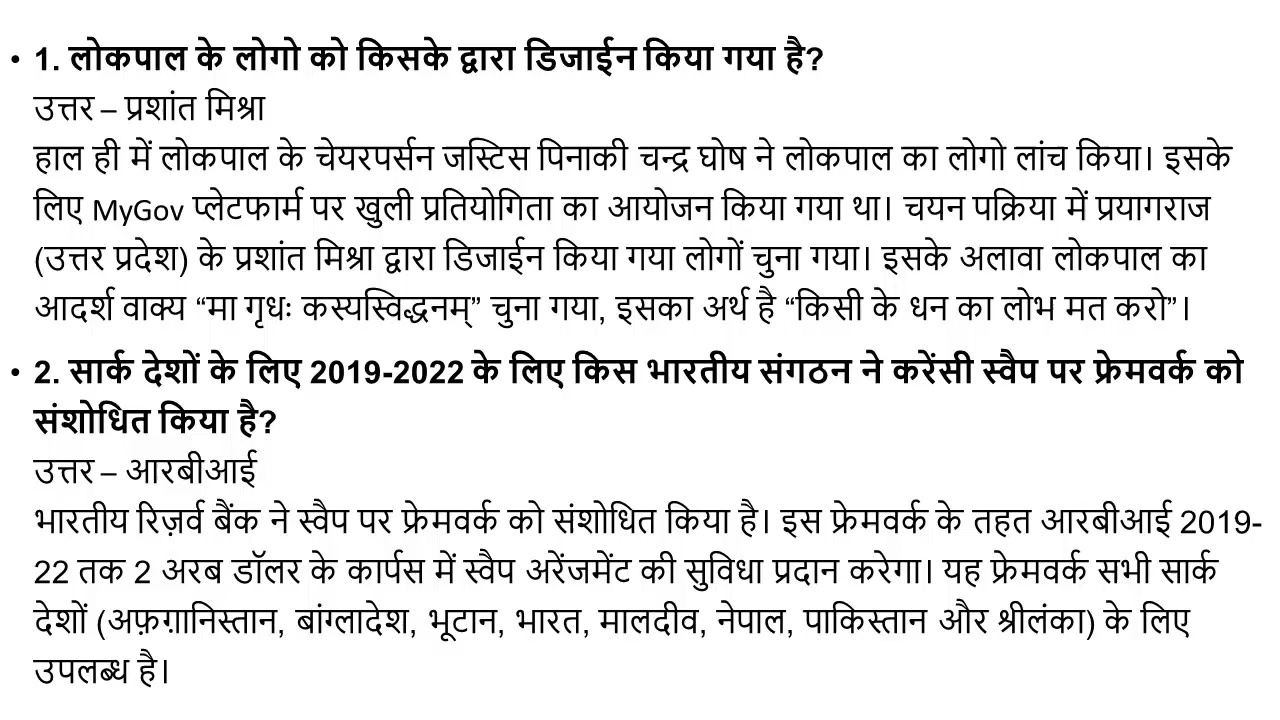 • 1. लोकपाल के लोगो को किसके द्वारा डिजाईन किया गया है?
उत्तर – प्रशांत मिश्रा
हाल ही में लोकपाल के चेयरपर्सन जस्टिस पिनाकी चन्द्र घोष ने लोकपाल का लोगो लांच किया। इसके
लिए MyGov प्लेटफार्म पर खुली प्रतियोगिता का आयोजन किया गया था। चयन पक्रिया में प्रयागराज
(उत्तर प्रदेश) के प्रशांत मिश्रा द्वारा डिजाईन किया गया लोगों चुना गया। इसके अलावा लोकपाल का
आदर्श वाक्य “मा गृधः कस्यस्विद्धनम्” चुना गया, इसका अर्थ है “किसी के धन का लोभ मत करो”।
• 2. सार्क देशों के लिए 2019-2022 के लिए किस भारतीय संगठन ने करेंसी स्वैप पर फ्रेमवर्क को
संशोधित किया है?
उत्तर – आरबीआई
भारतीय रिज़र्व बैंक ने स्वैप पर फ्रेमवर्क को संशोधित किया है। इस फ्रेमवर्क के तहत आरबीआई 2019-
22 तक 2 अरब डॉलर के कार्पस में स्वैप अरेंजमेंट की सुविधा प्रदान करेगा। यह फ्रेमवर्क सभी सार्क
देशों (अफ़ग़ानिस्तान, बांग्लादेश, भूटान, भारत, मालदीव, नेपाल, पाकिस्तान और श्रीलंका) के लिए
उपलब्ध है।